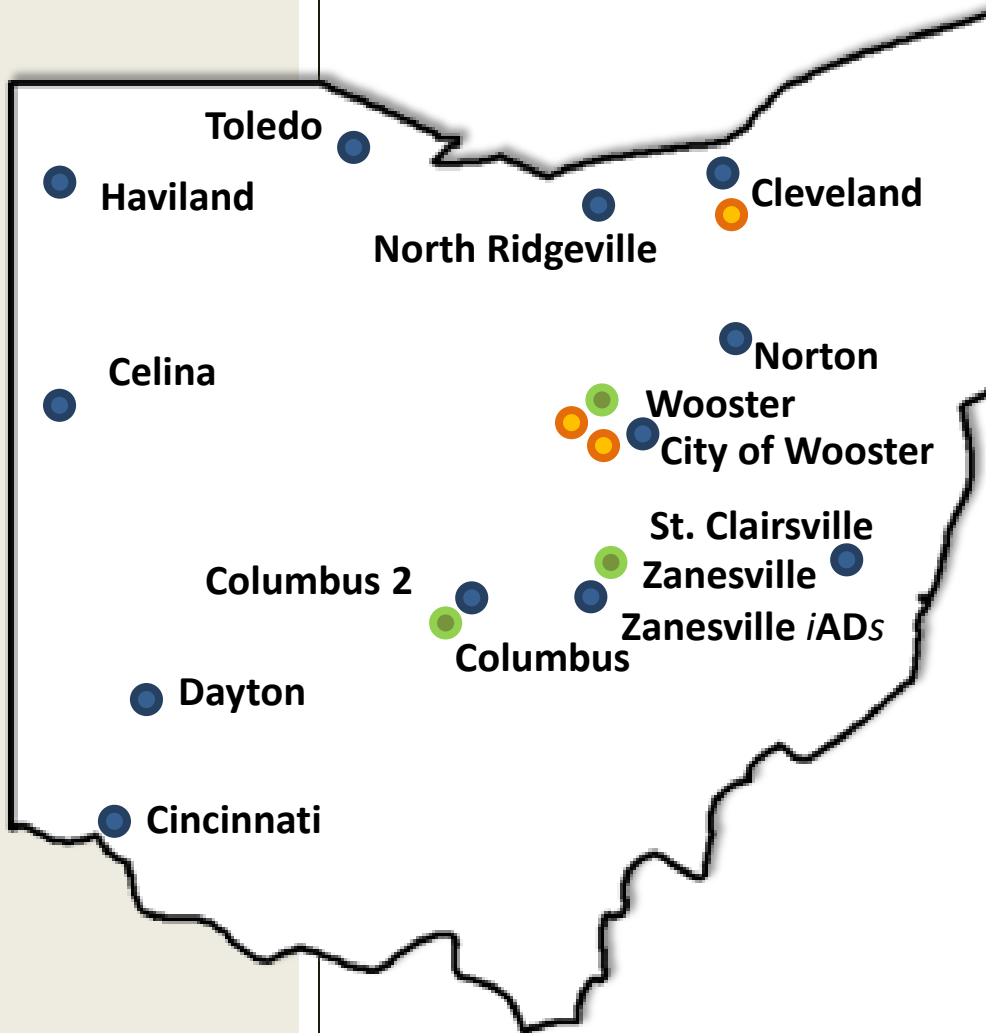 Toledo
Haviland
Cleveland
North Ridgeville
Norton
Celina
Wooster
City of Wooster
St. Clairsville
Columbus 2
Zanesville
Zanesville iADs
Columbus
Dayton
Cincinnati